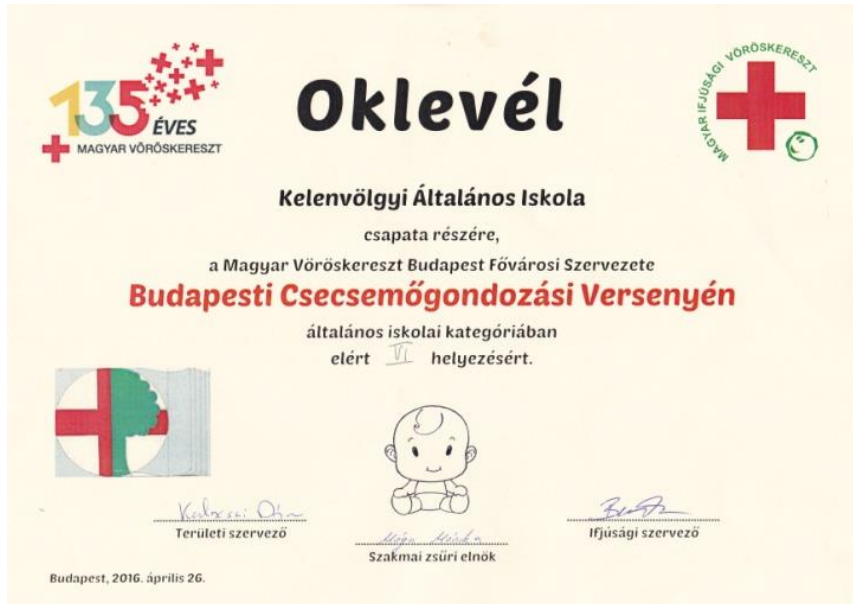 135 ÉVES
MAGYAR VÖRÖSKERESZT
Oklevél
MAGYAR IFJÚSÁGI VÖRÖSKERESZT
Kelenvölgyi Általános Iskola
csapata részére,
a Magyar Vöröskereszt Budapest Fővárosi Szervezete
Budapesti Csecsemőgondozási Versenyén
általános iskolai kategóriában
elért VI helyezésért.
Területi szervező
Szakmai zsűri elnök
Ifjúsági szervező
Budapest, 2016. április 26.